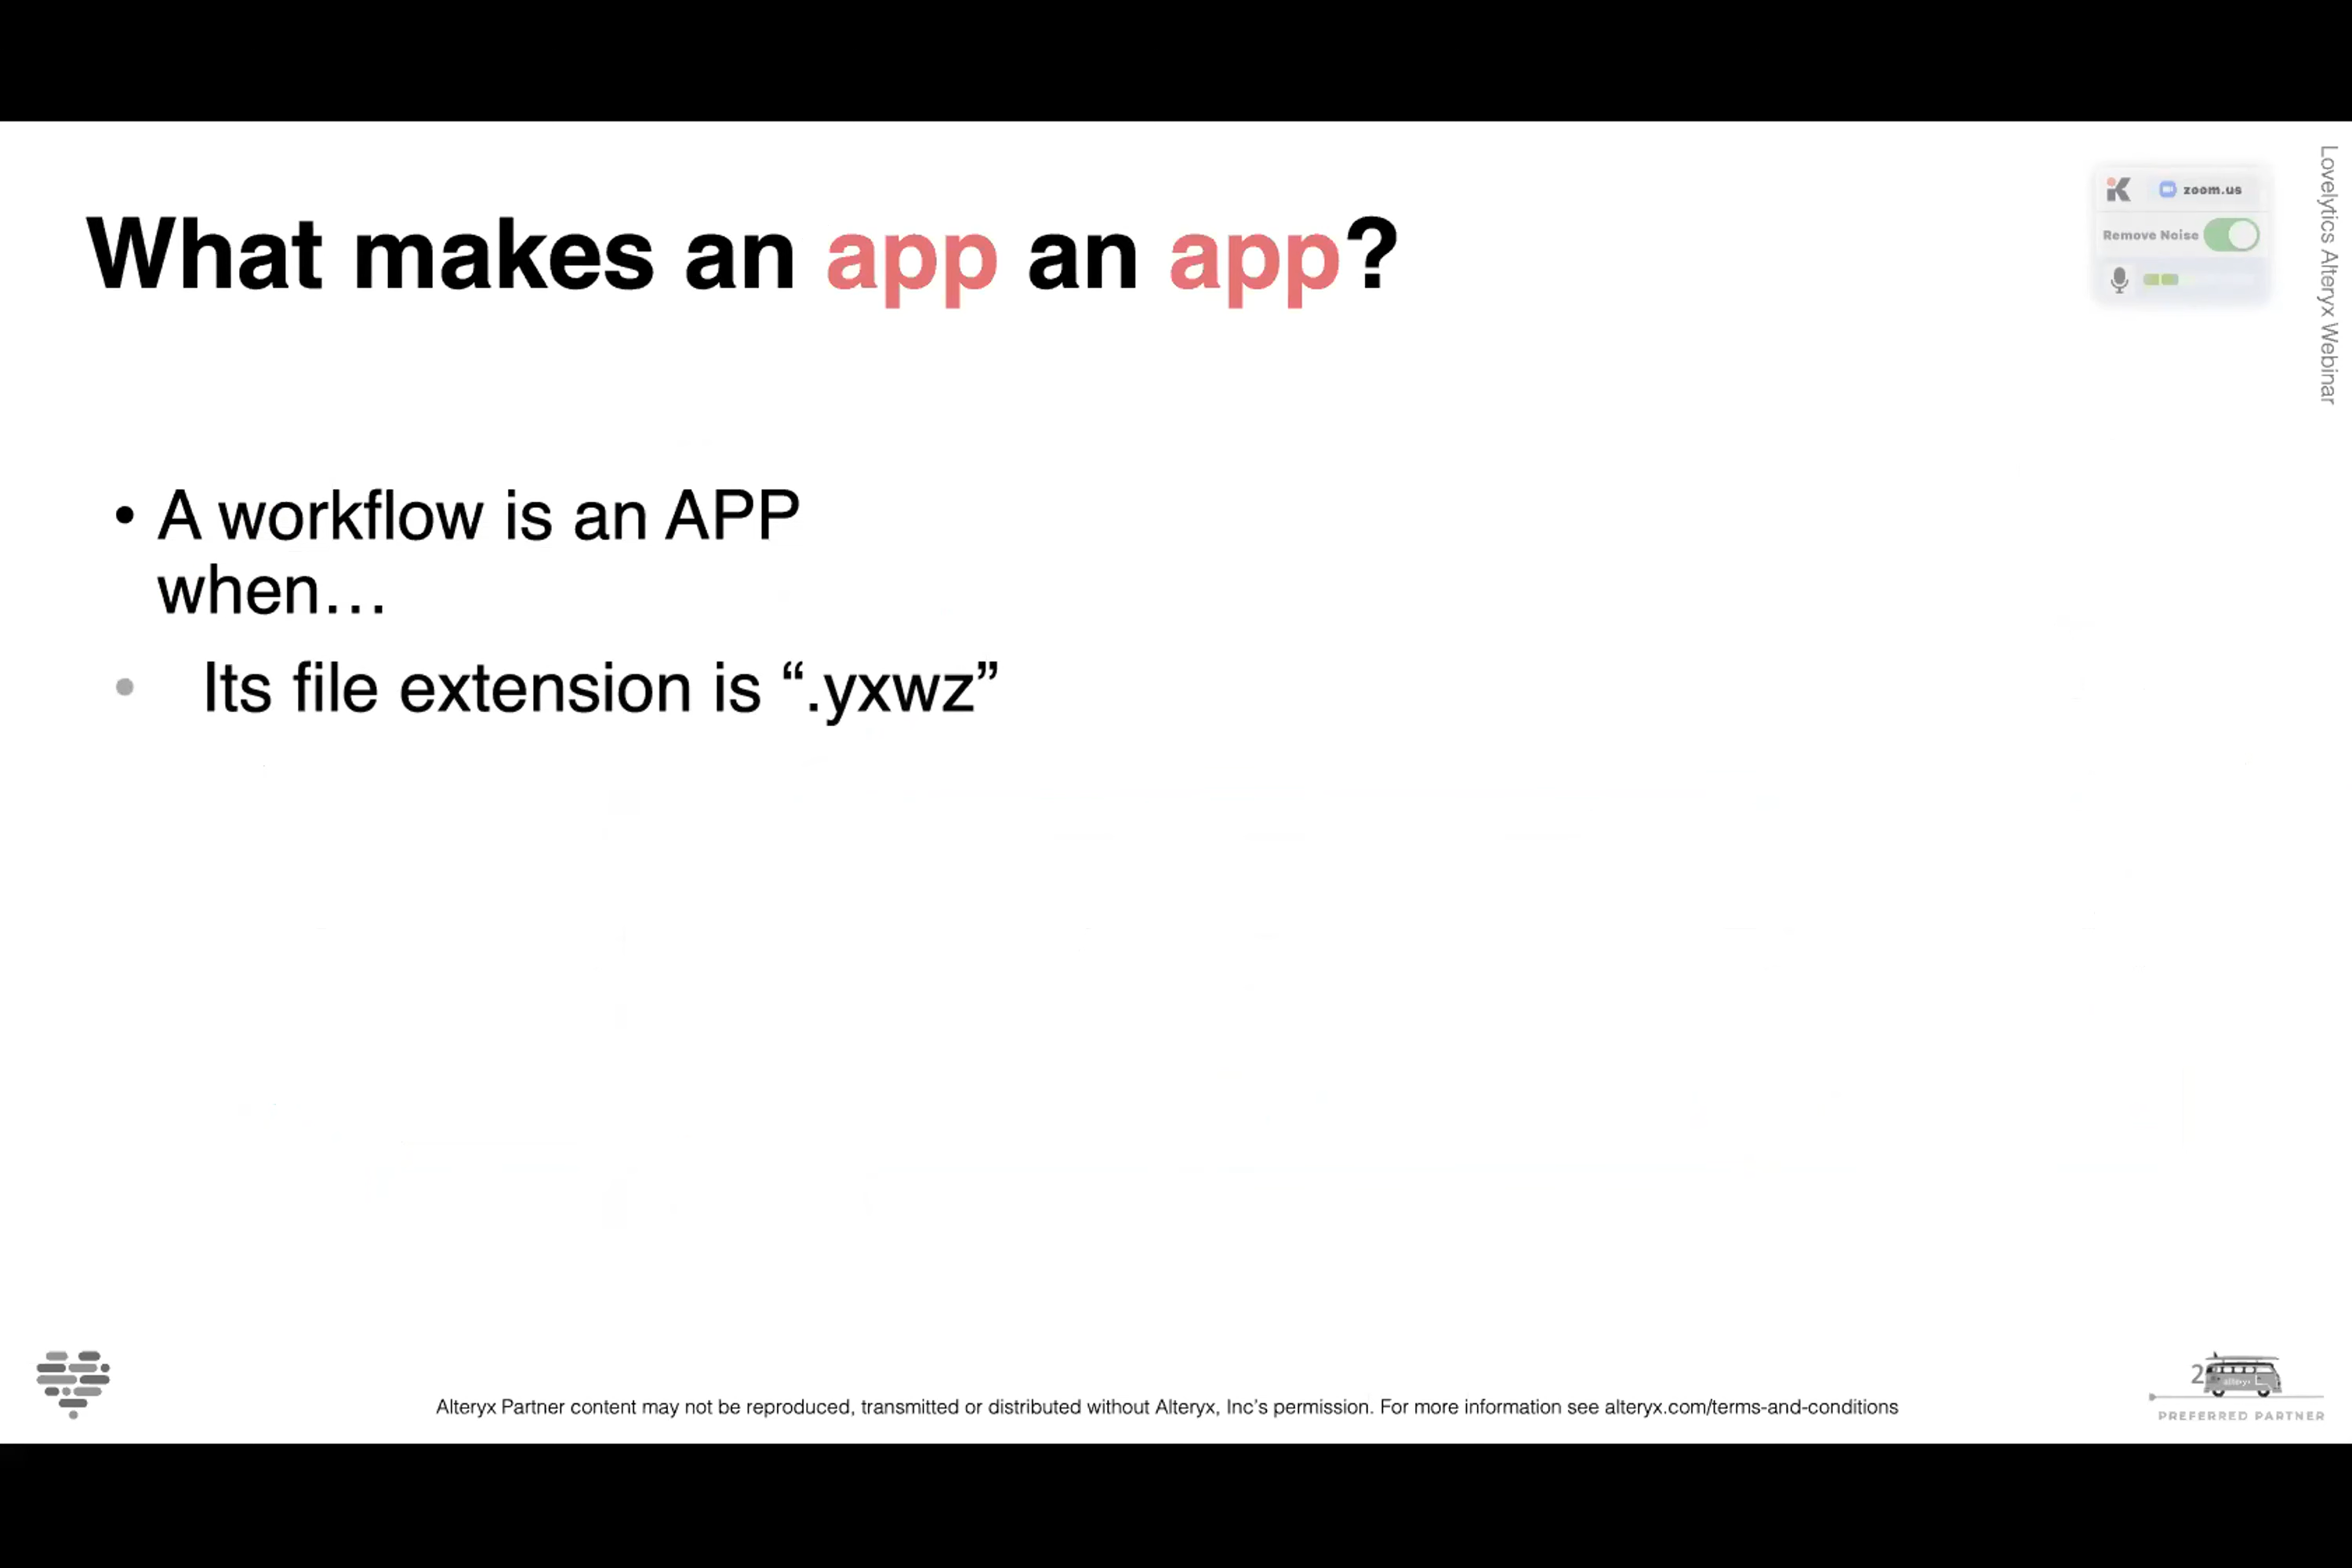 What makes an app an app?
zoom.us
Remove Noise
Lovelytics Alteryx Webinar
• A workflow is an APP
when…
• Its file extension is “.yxwz”
Alteryx Partner content may not be reproduced, transmitted or distributed without Alteryx, Inc’s permission. For more information see alteryx.com/terms-and-conditions
2
alteryx
PREFERRED PARTNER